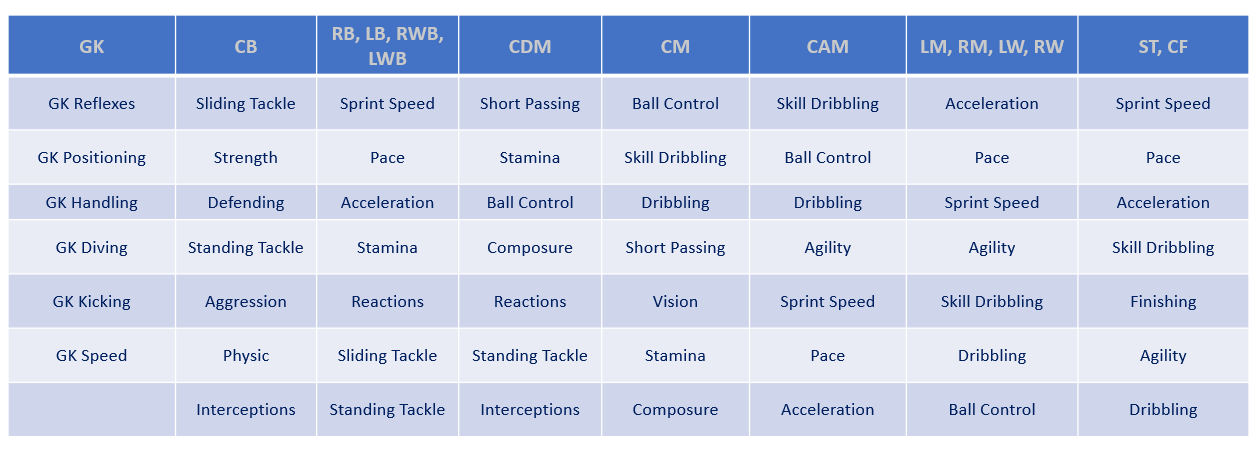 GK CB RB, LB, RWB, LWB CDM CM CAM LM, RM, LW, RW ST, CF
GK Reflexes Sliding Tackle Sprint Speed Short Passing Ball Control Skill Dribbling Acceleration Sprint Speed
GK Positioning Strength Pace Stamina Skill Dribbling Ball Control Pace Pace
GK Handling Defending Acceleration Ball Control Dribbling Dribbling Sprint Speed Acceleration
GK Diving Standing Tackle Stamina Composure Short Passing Agility Agility Skill Dribbling
GK Kicking Aggression Reactions Reactions Vision Sprint Speed Skill Dribbling Finishing
GK Speed Physic Sliding Tackle Standing Tackle Stamina Pace Dribbling Agility
Interceptions Standing Tackle Interceptions Composure Acceleration Ball Control Dribbling